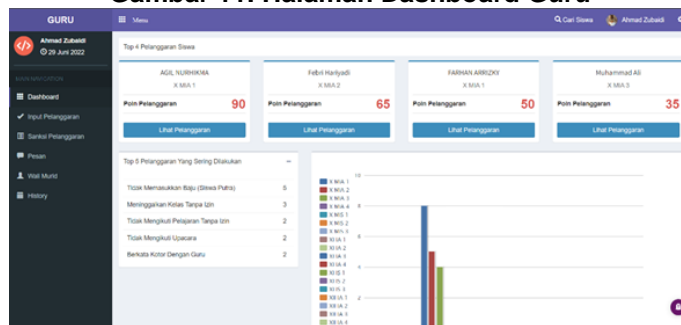 Gambar 11. Halaman Dashboard Guru
GURU
Menu
Cari Siswa
Ahmad Zubaidi
Ahmad Zubaidi
29 Juni 2022
MAIN NAVIGATION
Dashboard
Input Pelanggaran
Sanksi Pelanggaran
Pesan
Wali Murid
History
Top 4 Pelanggaran Siswa
AGIL NURHIKMA
X MIA 1
Poin Pelanggaran 90
Lihat Pelanggaran
Febri Hariyadi
X MIA 2
Poin Pelanggaran 65
Lihat Pelanggaran
FARHAN ARRIZKY
X MIA 1
Poin Pelanggaran 50
Lihat Pelanggaran
Muhammad Ali
X MIA 3
Poin Pelanggaran 35
Lihat Pelanggaran
Top 5 Pelanggaran Yang Sering Dilakukan
Tidak Memasukkan Baju (Siswa Putra) 5
Meninggalkan Kelas Tanpa Izin 3
Tidak Mengikuti Pelajaran Tanpa Izin 2
Tidak Mengikuti Upacara 2
Berkata Kotor Dengan Guru 2
X MIA 1
X MIA 2
X MIA 3
X MIA 4
X MIS 1
X MIS 2
X MIS 3
XI IA 1
XI IA 2
XI IA 3
XI IA 4
XI IS 1
XI IS 2
XI IS 3
XII IA 1
XII IA 2
XII IA 3
XII IA 4
10
8
6
4
2